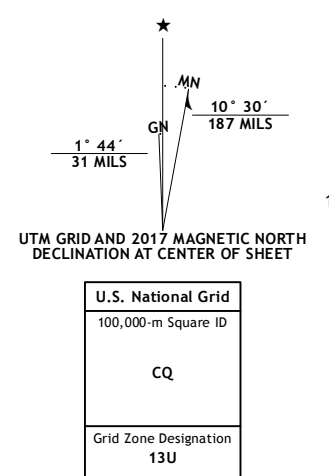 ★
MN
10° 30´
187 MILS
GN
1° 44´
31 MILS
UTM GRID AND 2017 MAGNETIC NORTH
DECLINATION AT CENTER OF SHEET
U.S. National Grid
100,000-m Square ID
CQ
Grid Zone Designation
13U